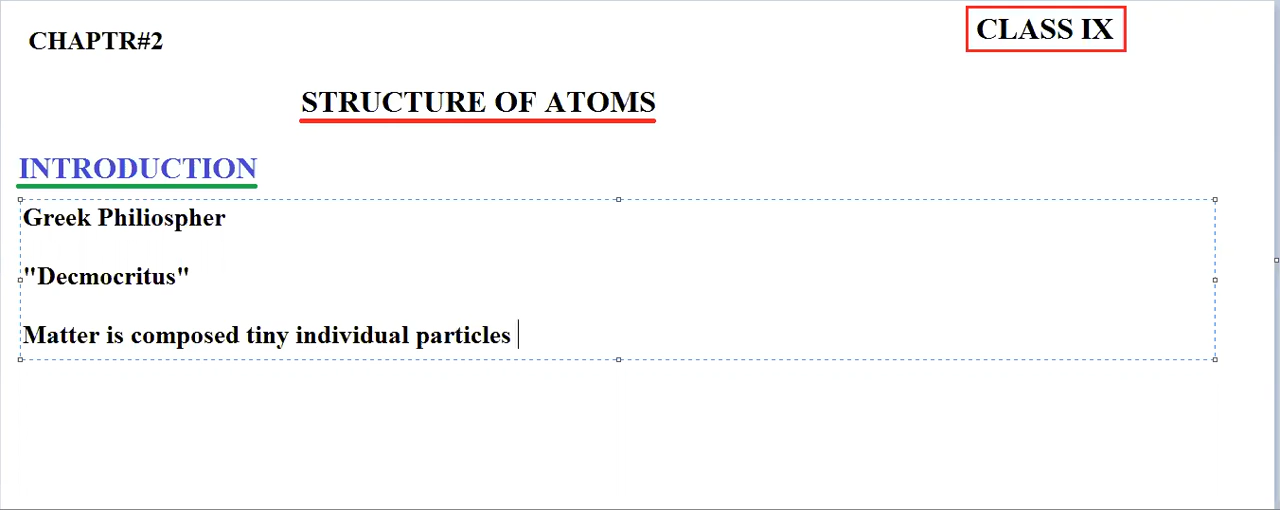 CHAPTR#2
CLASS IX
STRUCTURE OF ATOMS
INTRODUCTION
Greek Philiospher
"Decmocritus"
Matter is composed tiny individual particles